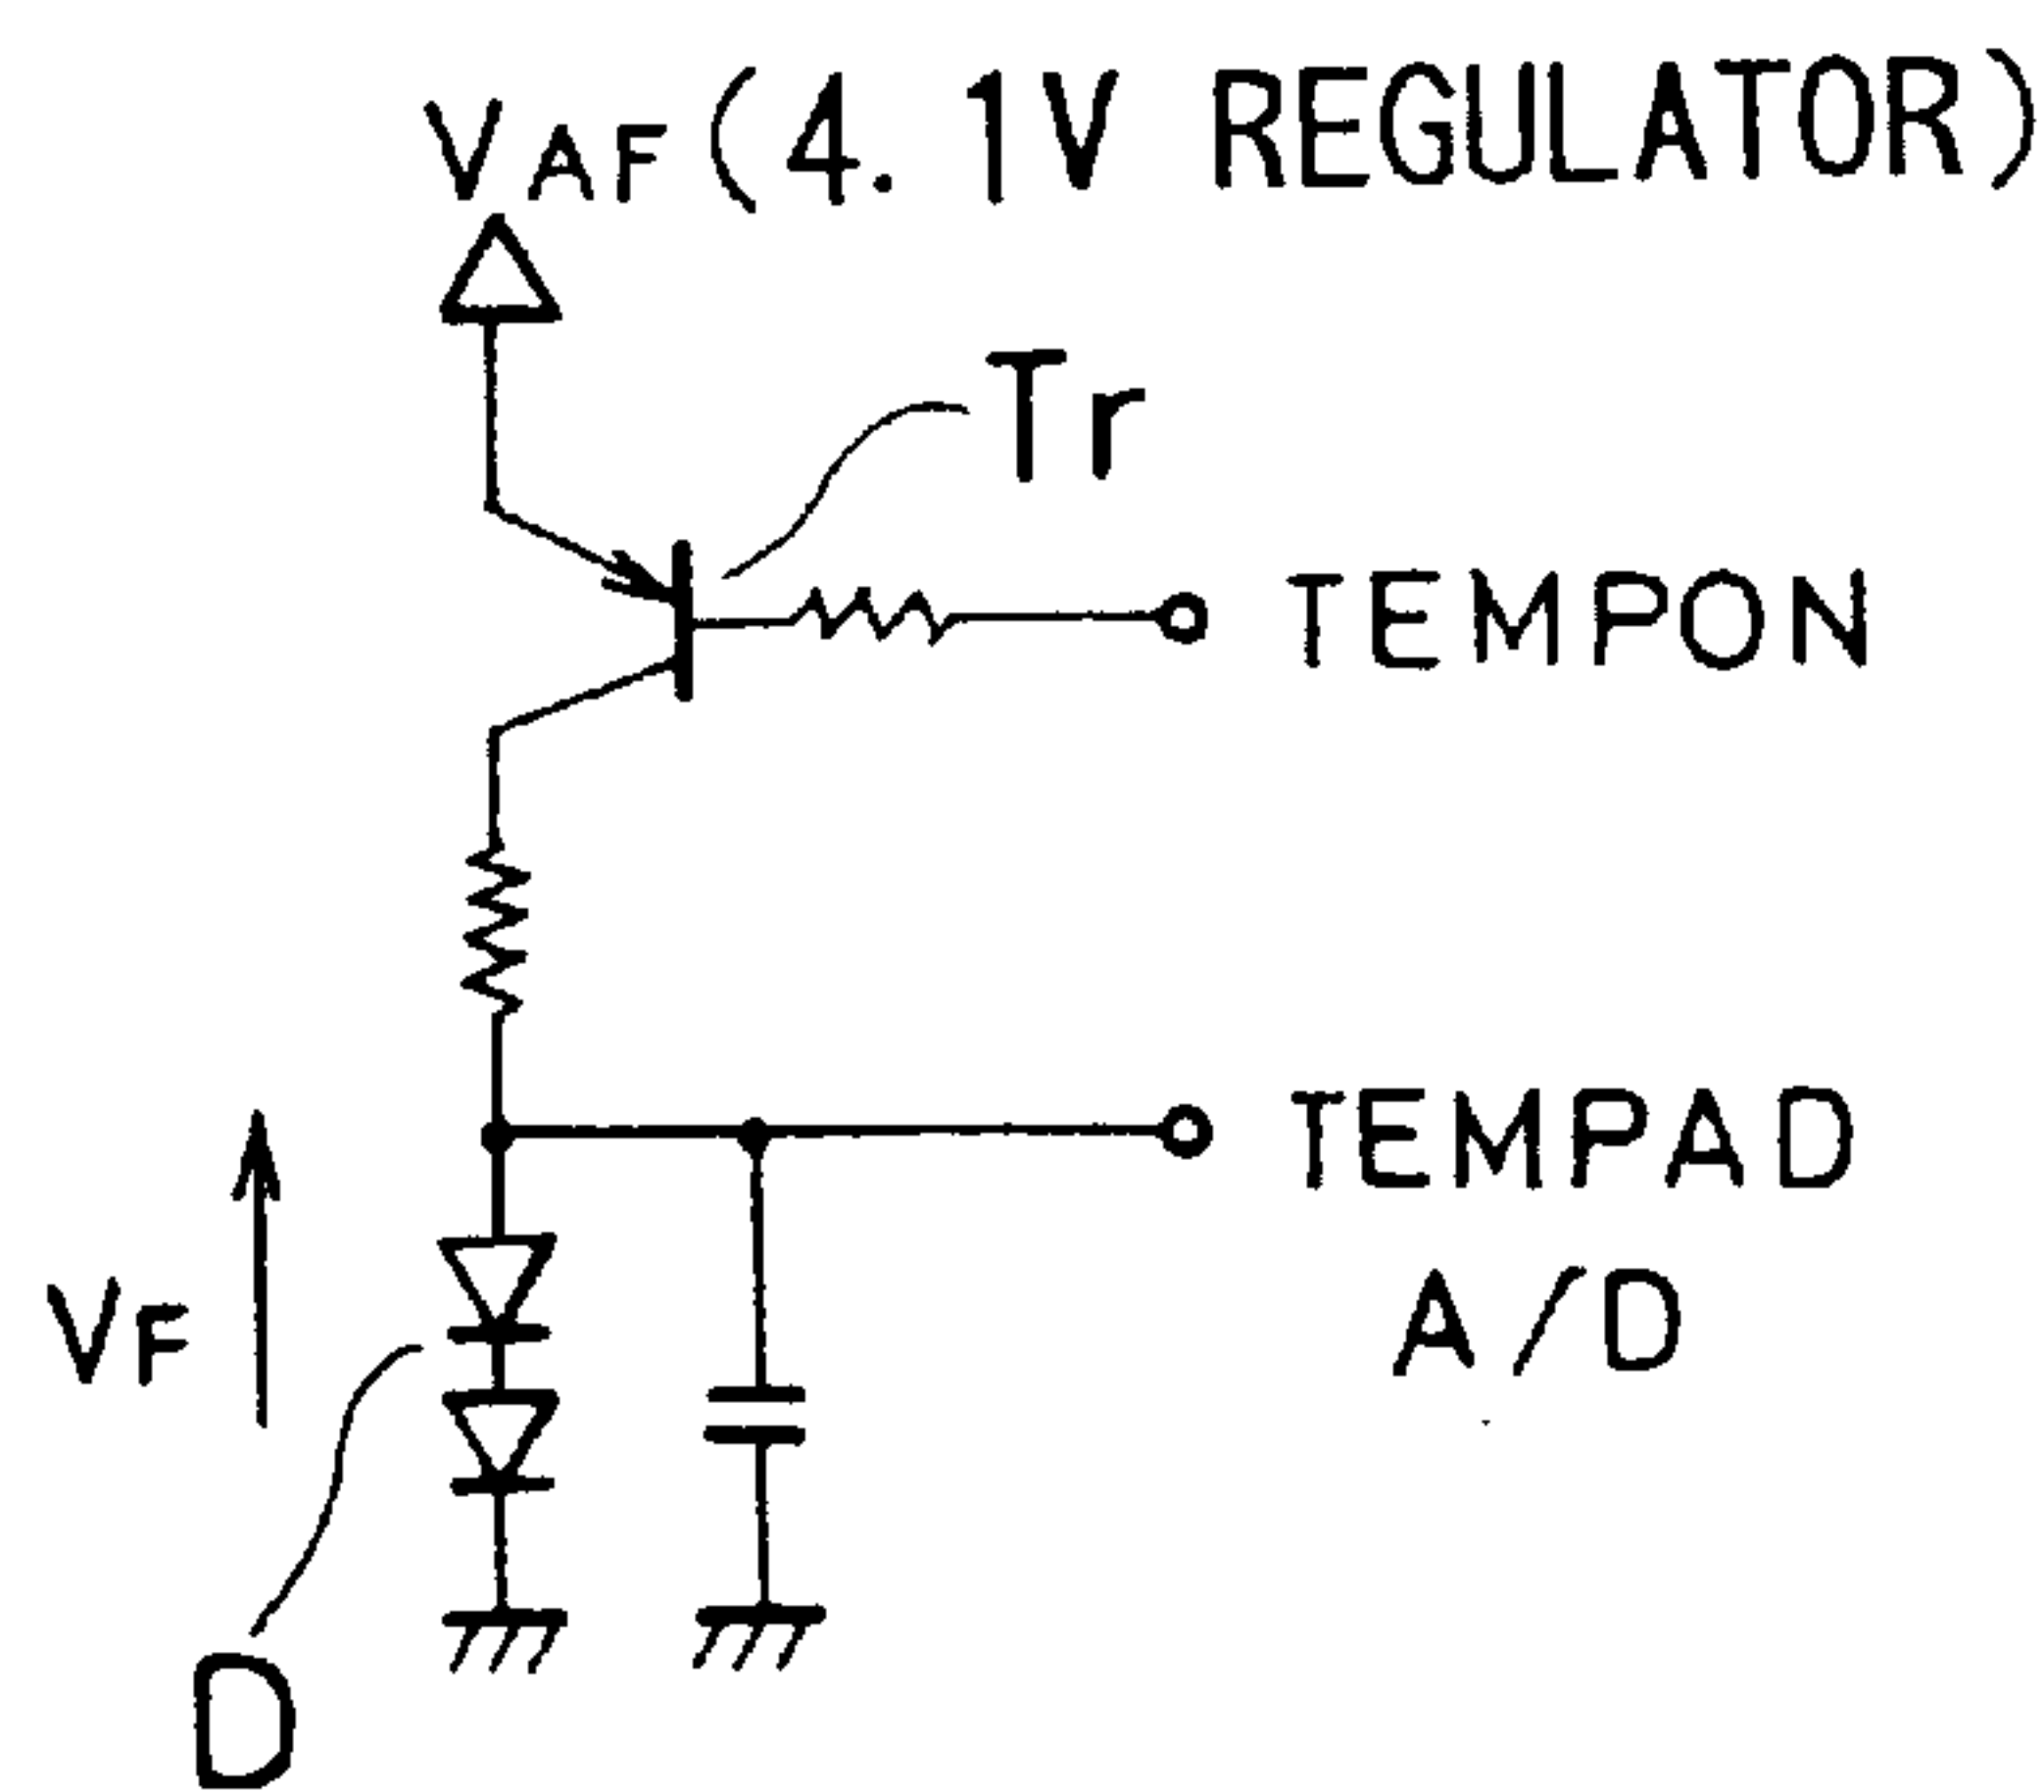 VAF(4.1V REGULATOR)
Tr
TEMPON
TEMPAD
A/D
VF
D